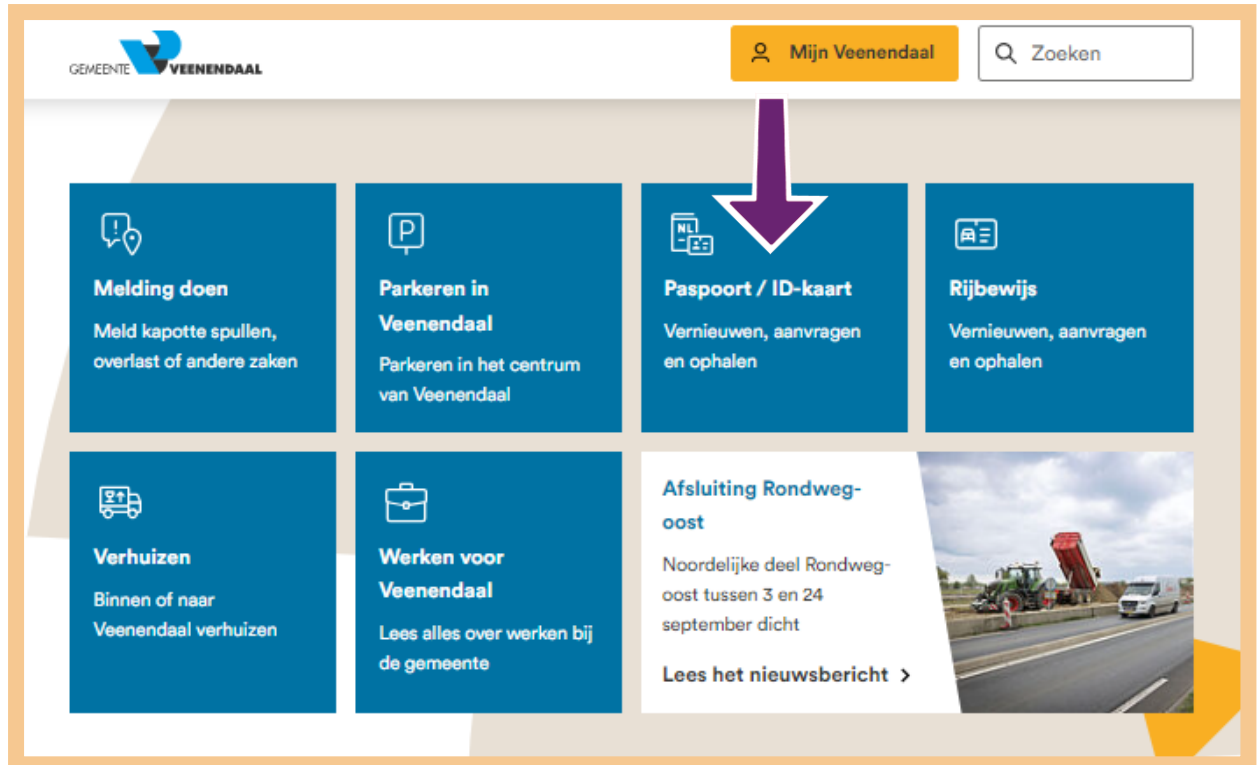 GEMEENTE VEENENDAAL
Mijn Veenendaal
Zoeken
Melding doen
Meld kapotte spullen,
overlast of andere zaken
P
Parkeren in
Veenendaal
Parkeren in het centrum
van Veenendaal
NL
Paspoort / ID-kaart
Vernieuwen, aanvragen
en ophalen
Rijbewijs
Vernieuwen, aanvragen
en ophalen
Verhuizen
Binnen of naar
Veenendaal verhuizen
Werken voor
Veenendaal
Lees alles over werken bij
de gemeente
Afsluiting Rondweg-
oost
Noordelijke deel Rondweg-
oost tussen 3 en 24
september dicht
Lees het nieuwsbericht